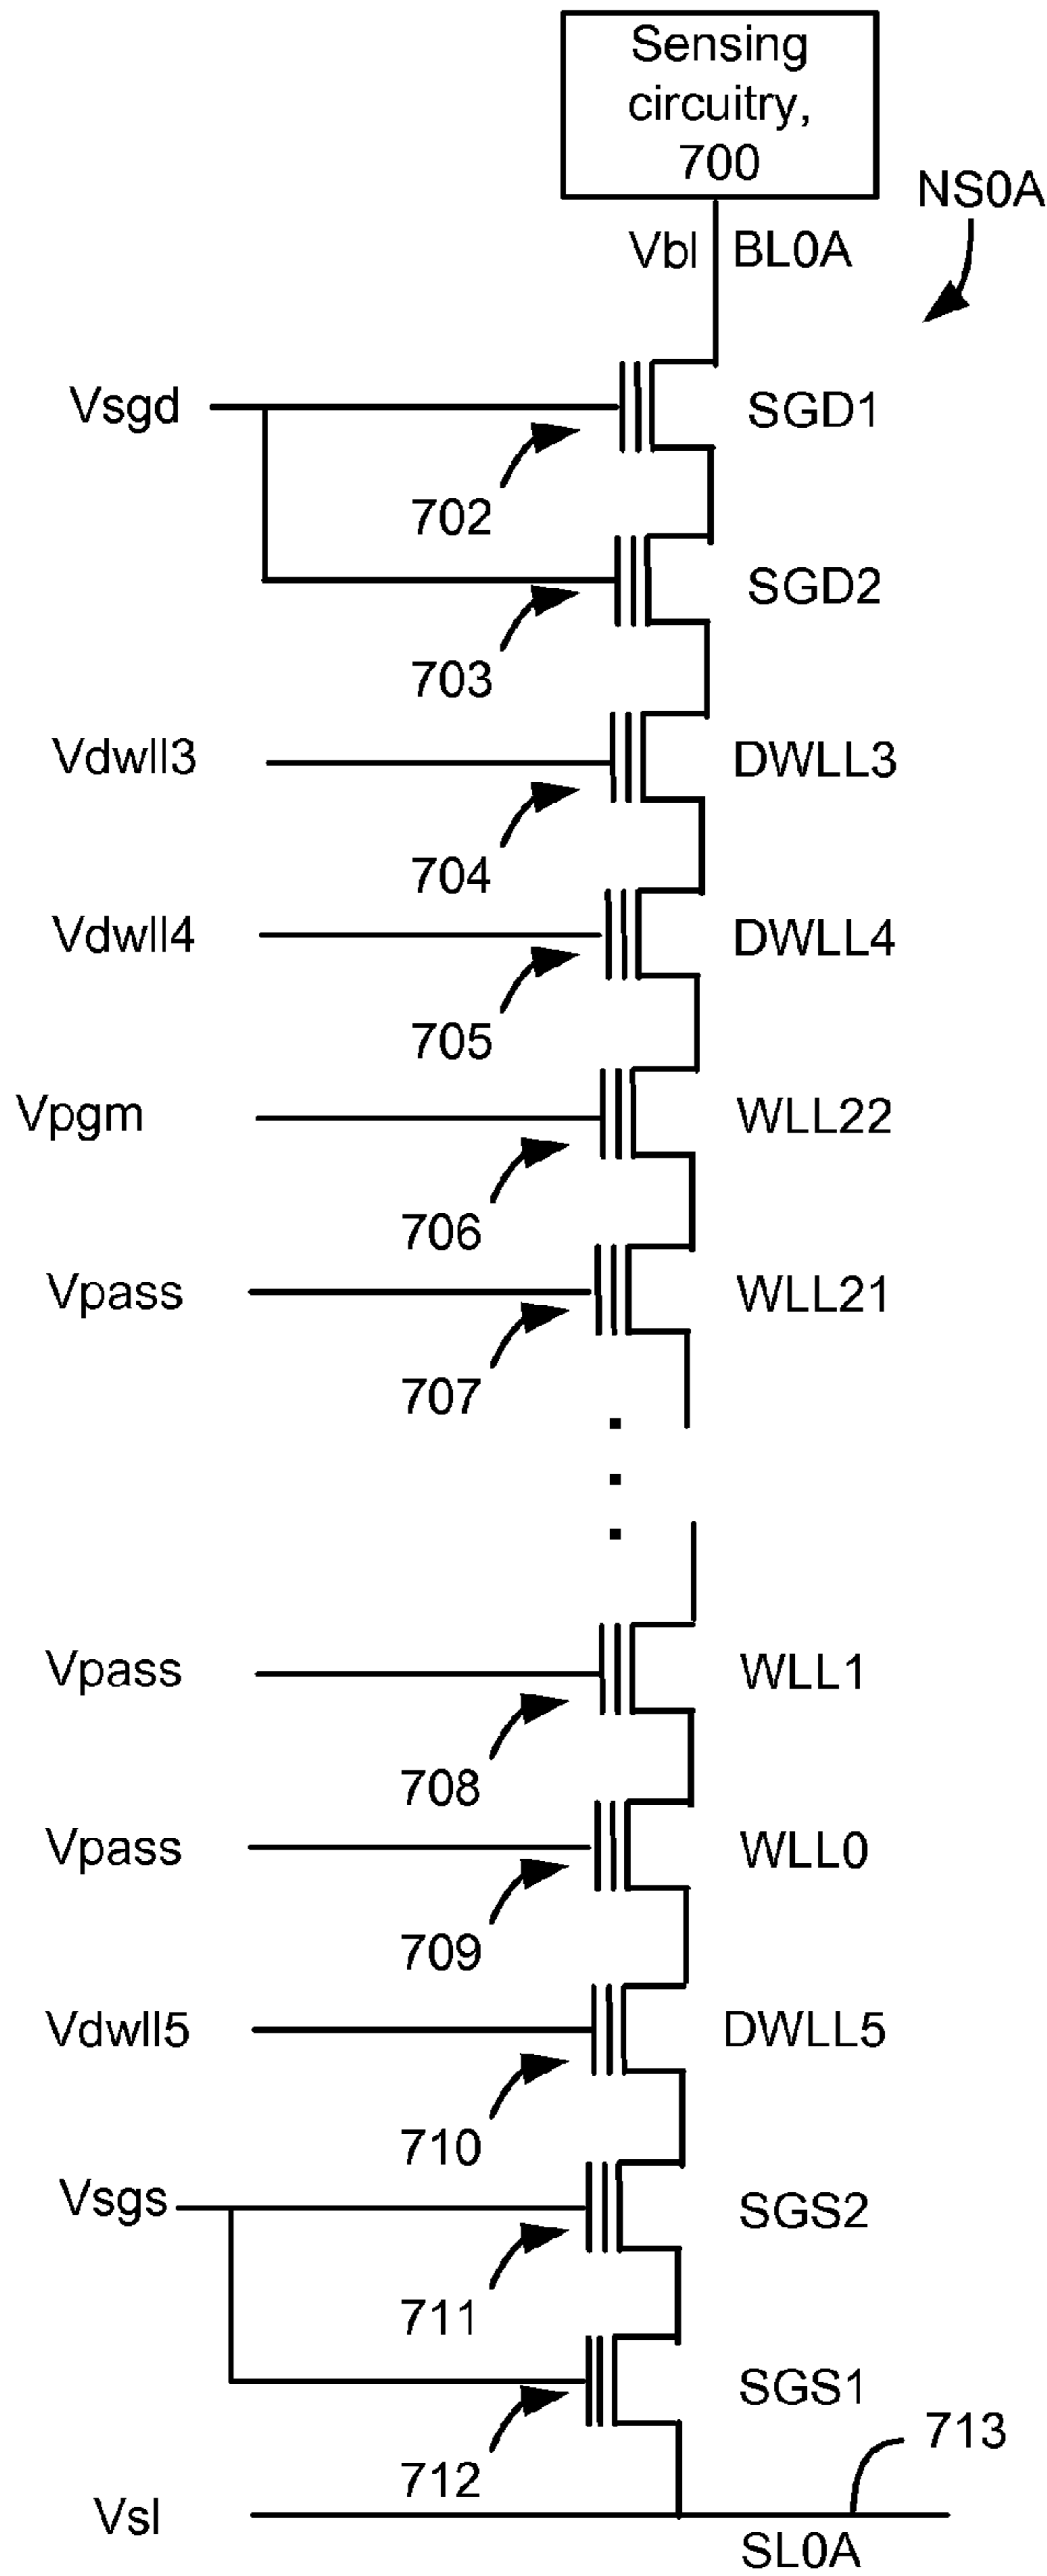 Sensing
circuitry,
700
NS0A
Vbl
BL0A
Vsgd
SGD1
702
SGD2
703
Vdwll3
DWLL3
704
Vdwll4
DWLL4
705
Vpgm
WLL22
706
Vpass
WLL21
707
Vpass
WLL1
708
Vpass
WLL0
709
Vdwll5
DWLL5
710
Vsgs
SGS2
711
SGS1
712
713
Vsl
SL0A